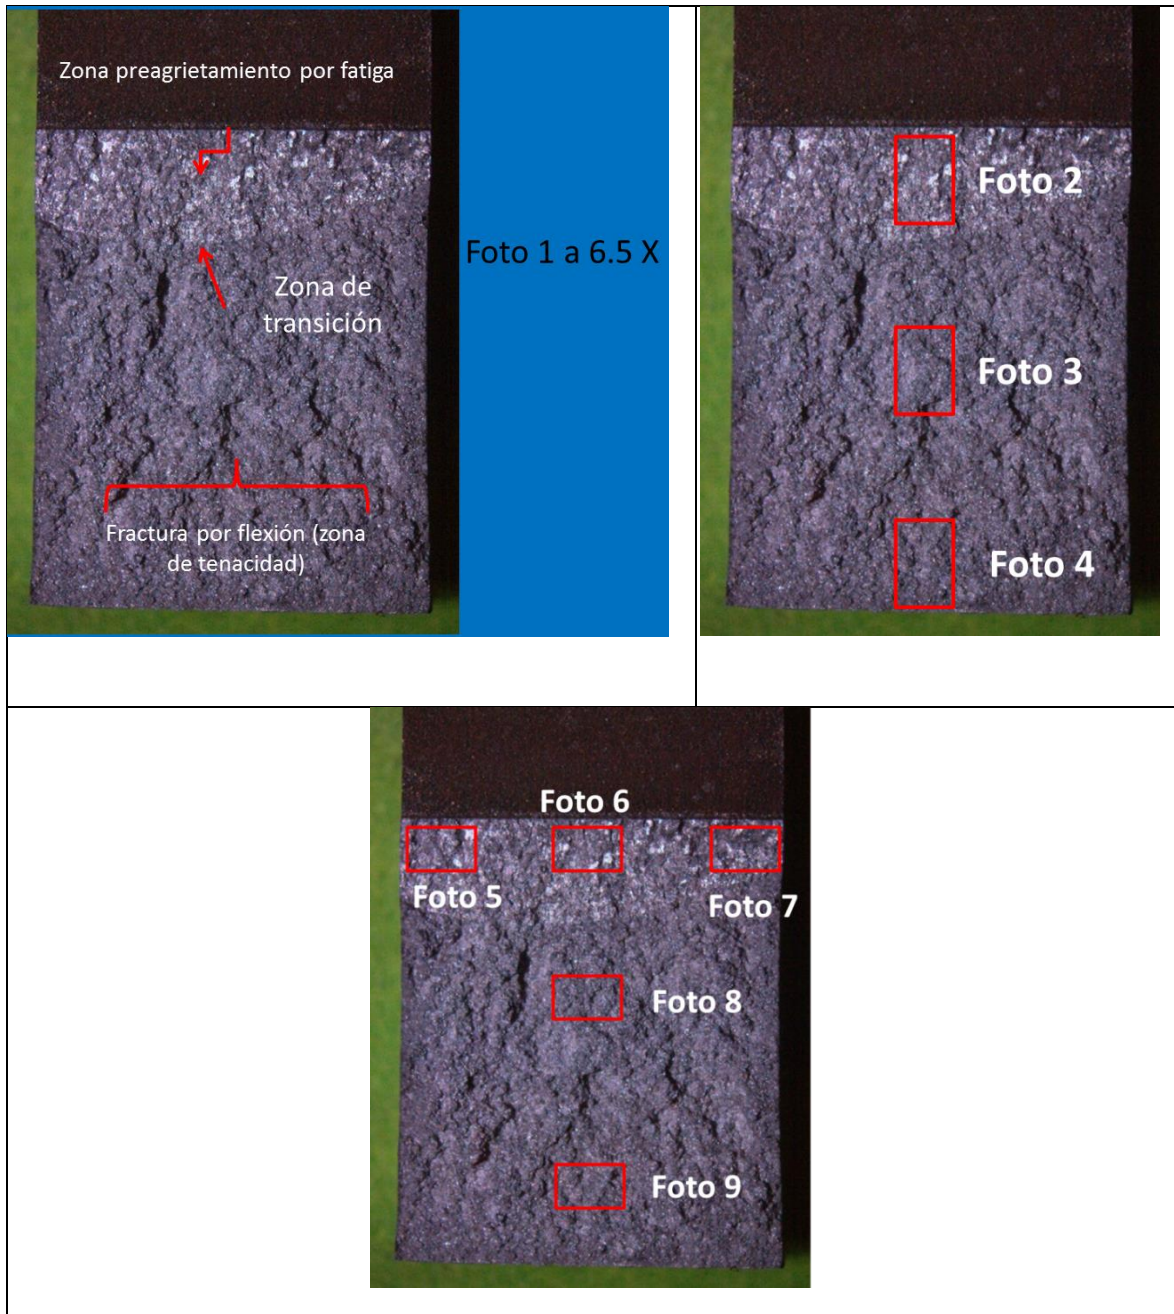 Zona preagrietamiento por fatiga
Foto 1 a 6.5 X
Zona de
transición
Fractura por flexión (zona
de tenacidad)
Foto 2
Foto 3
Foto 4
Foto 6
Foto 5
Foto 7
Foto 8
Foto 9